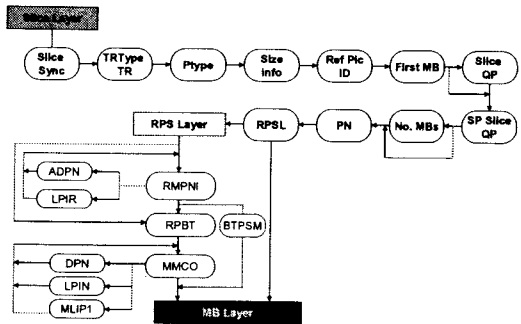 Slice Layer
Slice
Sync
TRType
TR
Ptype
Size
info
Ref Pic
ID
First MB
Slice
QP
RPS Layer
RPSL
PN
No. MBs
SP Slice
QP
ADPN
LPIR
RMPNI
RPBT
BTPSM
DPN
LPIN
MLIP1
MMCO
MB Layer